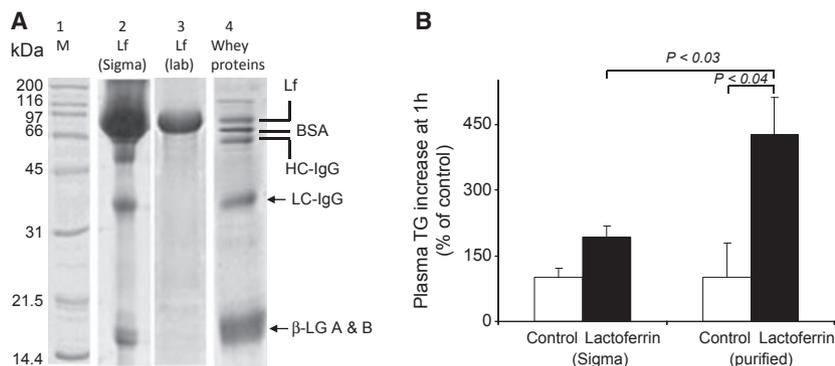 A
1 2 3 4
kDa M Lf Lf Whey
(Sigma) (lab) proteins
200
116
97
66
45
31
21.5
14.4
Lf
BSA
HC-IgG
LC-IgG
β-LG A & B
B
P < 0.03
P < 0.04
Plasma TG increase at 1h
(% of control)
450
300
150
0
Control Lactoferrin Control Lactoferrin
(Sigma) (purified)